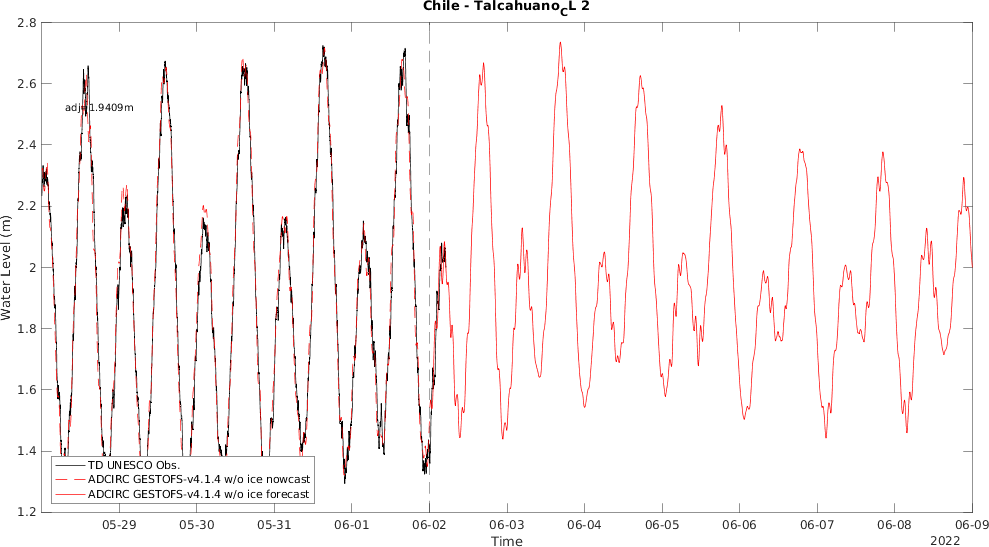 Chile - TalcahuanoCL 2
2.8
2.6
2.4
2.2
2
1.8
1.6
1.4
1.2
Water Level (m)
adj: 1.9409m
TD UNESCO Obs.
ADCIRC GESTOFS-v4.1.4 w/o ice nowcast
ADCIRC GESTOFS-v4.1.4 w/o ice forecast
05-29 05-30 05-31 06-01 06-02 06-03 06-04 06-05 06-06 06-07 06-08 06-09
Time
2022